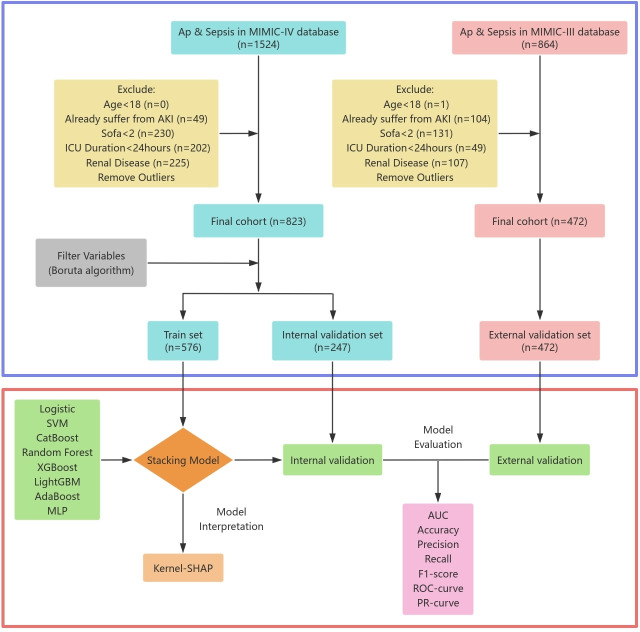 Ap & Sepsis in MIMIC-IV database
(n=1524)
Ap & Sepsis in MIMIC-III database
(n=864)
Exclude:
Age<18 (n=0)
Already suffer from AKI (n=49)
Sofa<2 (n=230)
ICU Duration<24hours (n=202)
Renal Disease (n=225)
Remove Outliers
Exclude:
Age<18 (n=1)
Already suffer from AKI (n=104)
Sofa<2 (n=131)
ICU Duration<24hours (n=49)
Renal Disease (n=107)
Remove Outliers
Final cohort (n=823)
Final cohort (n=472)
Filter Variables
(Boruta algorithm)
Train set
(n=576)
Internal validation set
(n=247)
External validation set
(n=472)
Logistic
SVM
CatBoost
Random Forest
XGBoost
LightGBM
AdaBoost
MLP
Stacking Model
Internal validation
Model
Evaluation
External validation
Model
Interpretation
Kernel-SHAP
AUC
Accuracy
Precision
Recall
F1-score
ROC-curve
PR-curve